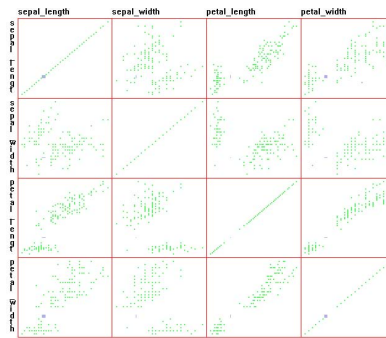 sepal_length sepal_width petal_length petal_width
sepal lengt
sepal width
petal lengt
petal width